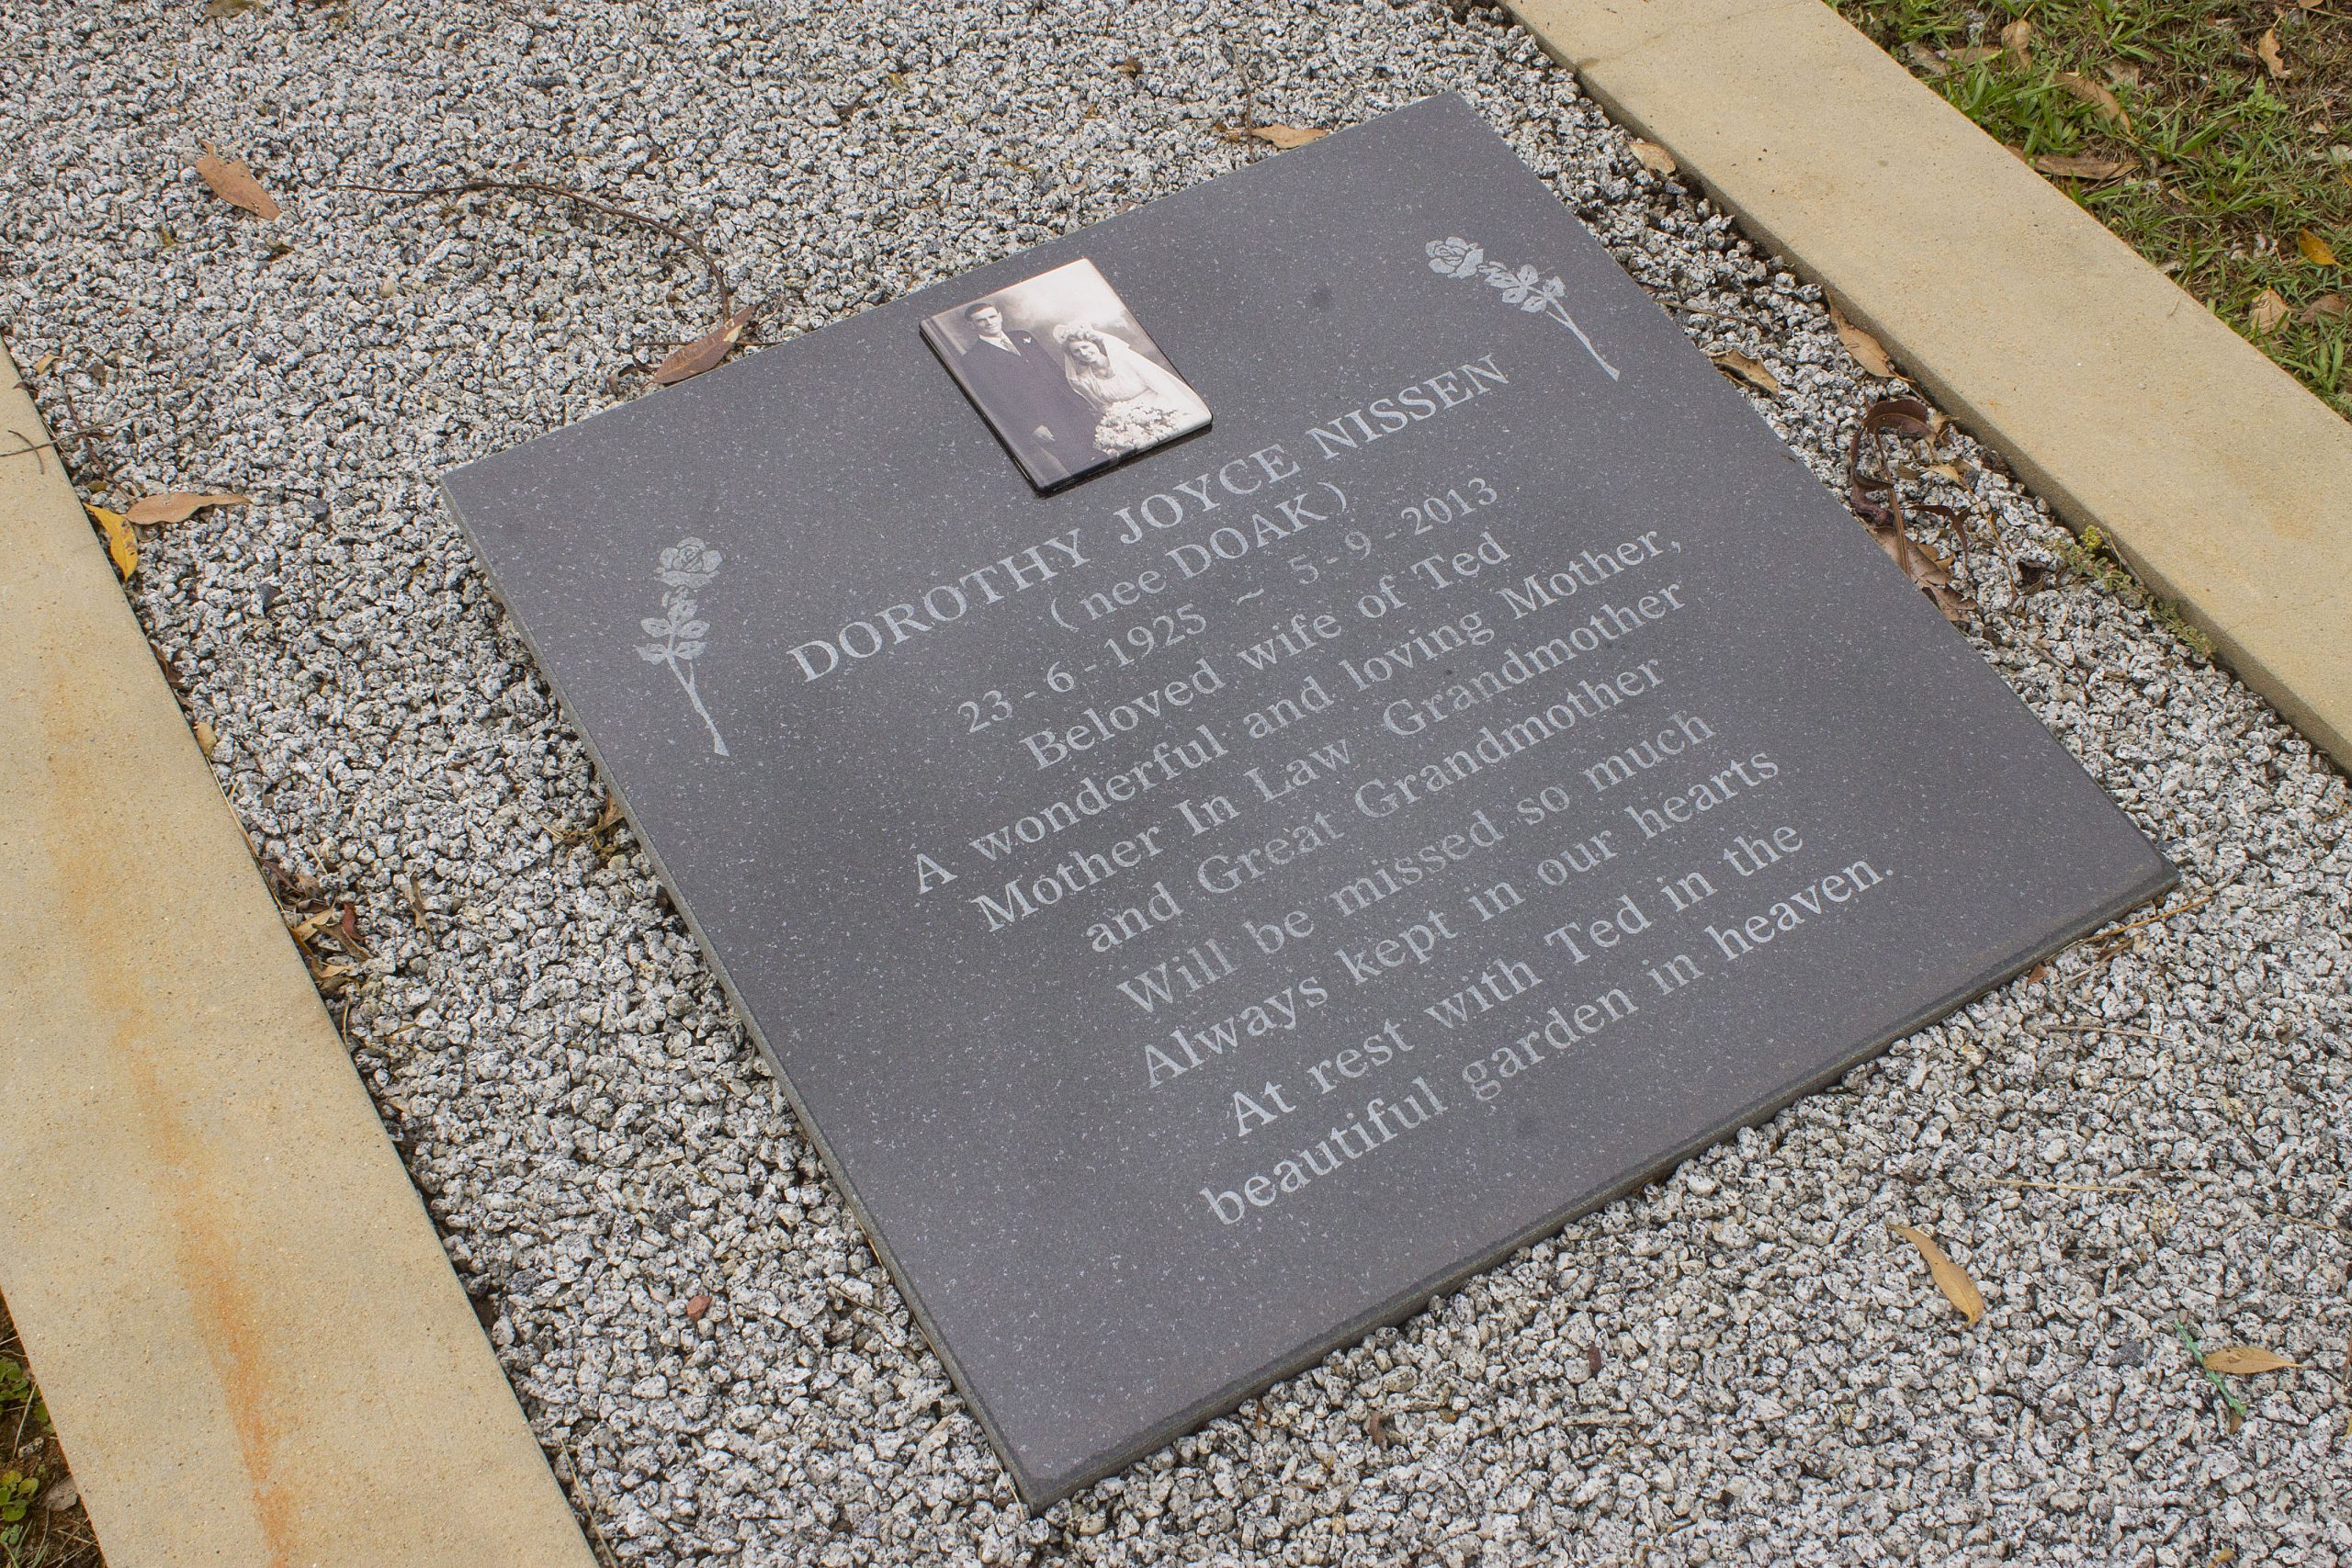 DOROTHY JOYCE NISSEN
(nee DOAK)
23-6-1925 ~ 5-9-2013
Beloved wife of Ted
A wonderful and loving Mother,
Mother In Law Grandmother
and Great Grandmother
Will be missed so much
Always kept in our hearts
At rest with Ted in the
beautiful garden in heaven.